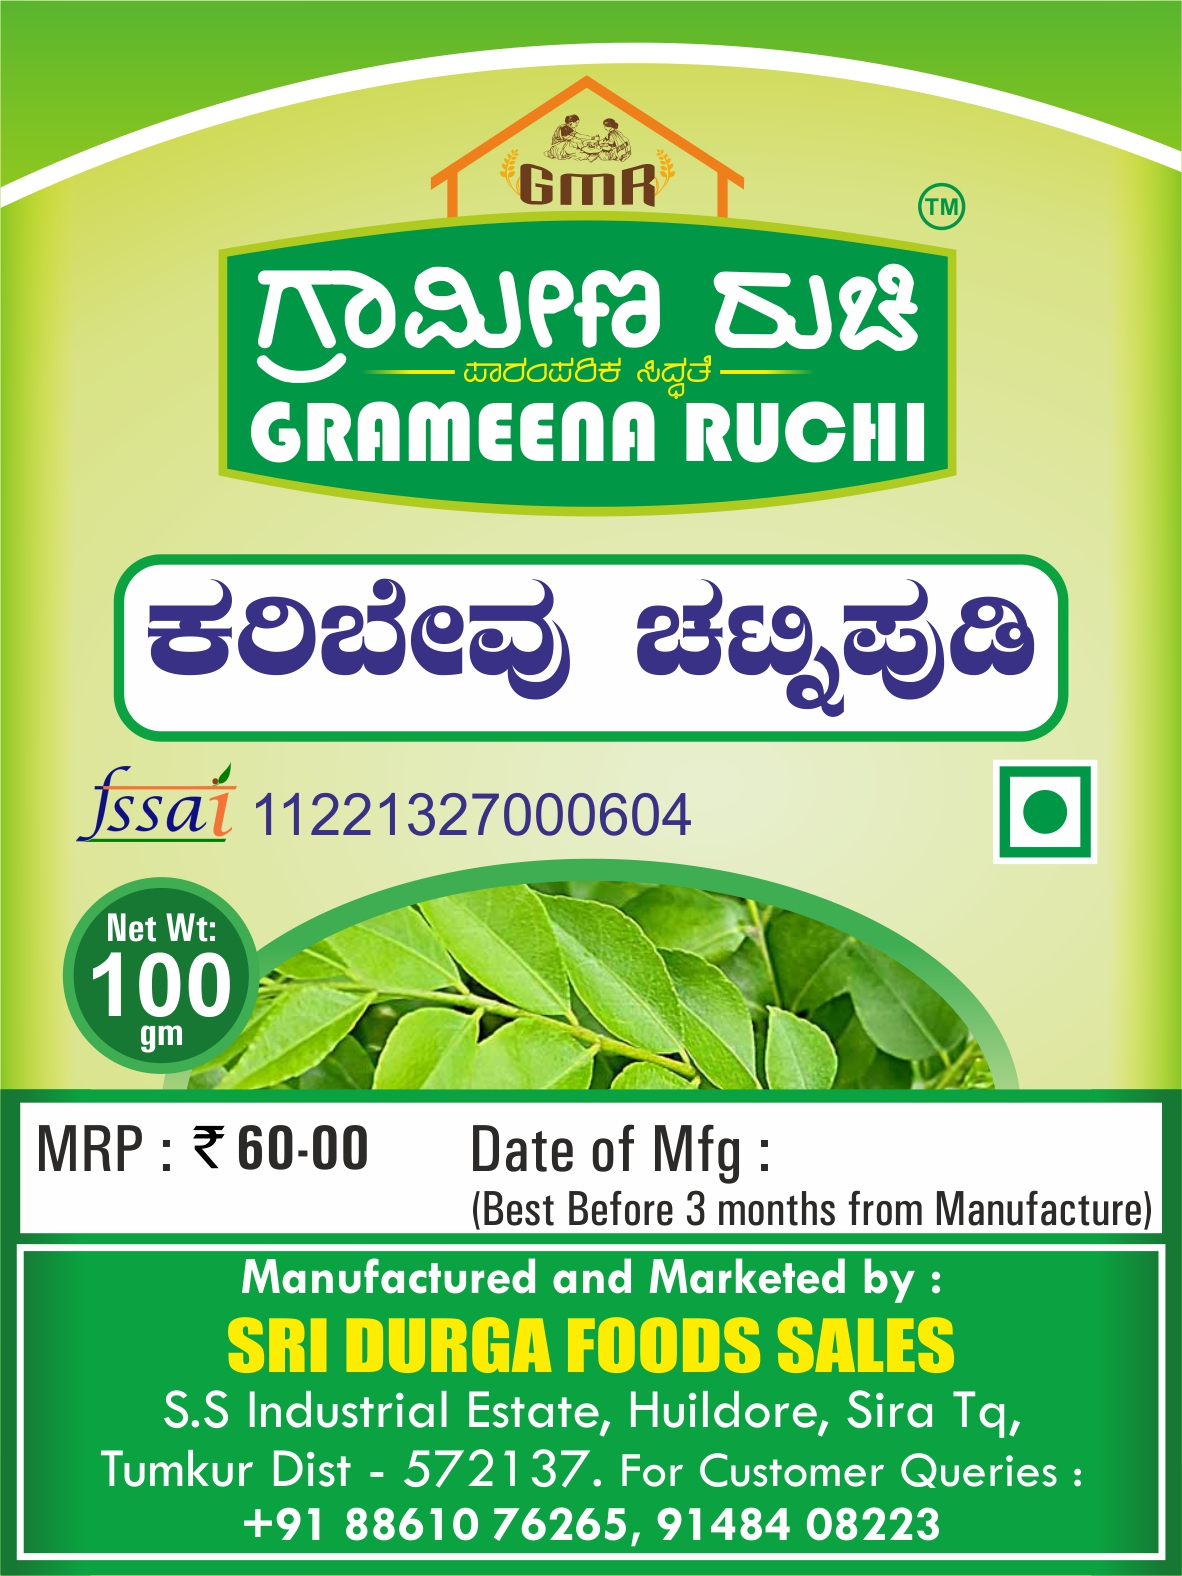 GMR
TM
ಗ್ರಾಮೀಣ ರುಚಿ
ಪಾರಂಪರಿಕ ಸಿದ್ಧತೆ
GRAMEENA RUCHI
ಕರಿಬೇವು ಚಟ್ನಿಪುಡಿ
fssai 11221327000604
Net Wt:
100
gm
MRP : ₹ 60-00 Date of Mfg :
(Best Before 3 months from Manufacture)
Manufactured and Marketed by :
SRI DURGA FOODS SALES
S.S Industrial Estate, Huildore, Sira Tq,
Tumkur Dist - 572137. For Customer Queries :
+91 88610 76265, 91484 08223